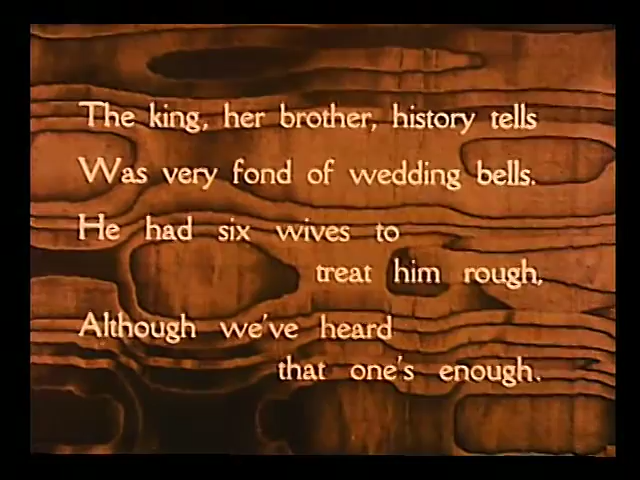 The king, her brother, history tells
Was very fond of wedding bells.
He had six wives to
treat him rough,
Although we've heard
that one's enough.